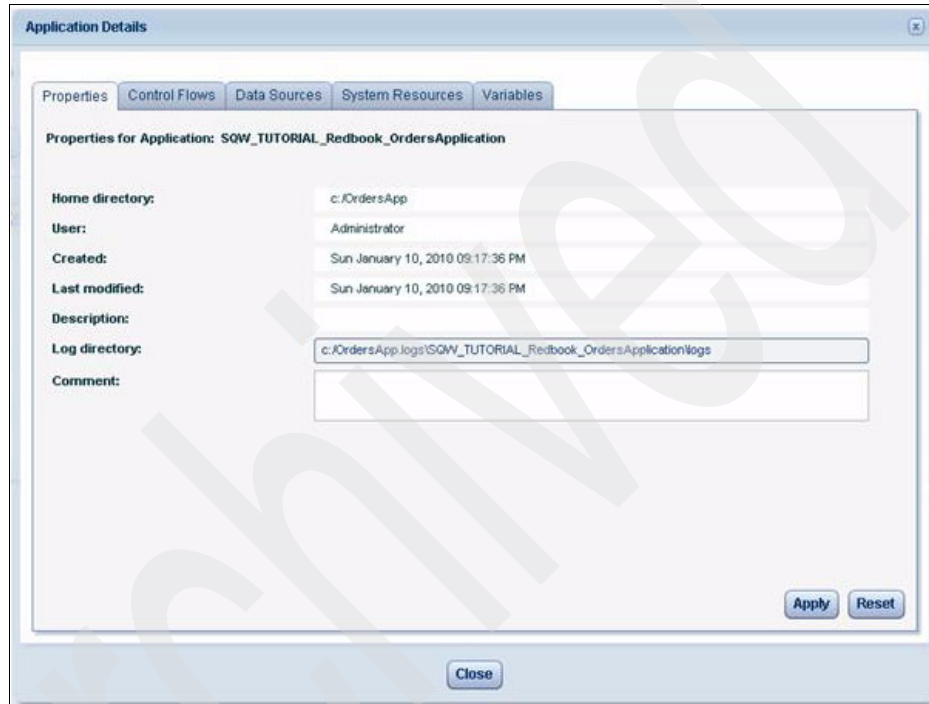 Application Details
x
Properties Control Flows Data Sources System Resources Variables
Properties for Application: SQW_TUTORIAL_Redbook_OrdersApplication
Home directory: c:/OrdersApp
User: Administrator
Created: Sun January 10, 2010 09:17:36 PM
Last modified: Sun January 10, 2010 09:17:36 PM
Description:
Log directory: c:/OrdersApp.logs\SQW_TUTORIAL_Redbook_OrdersApplication\logs
Comment:
Apply Reset
Close
rchived